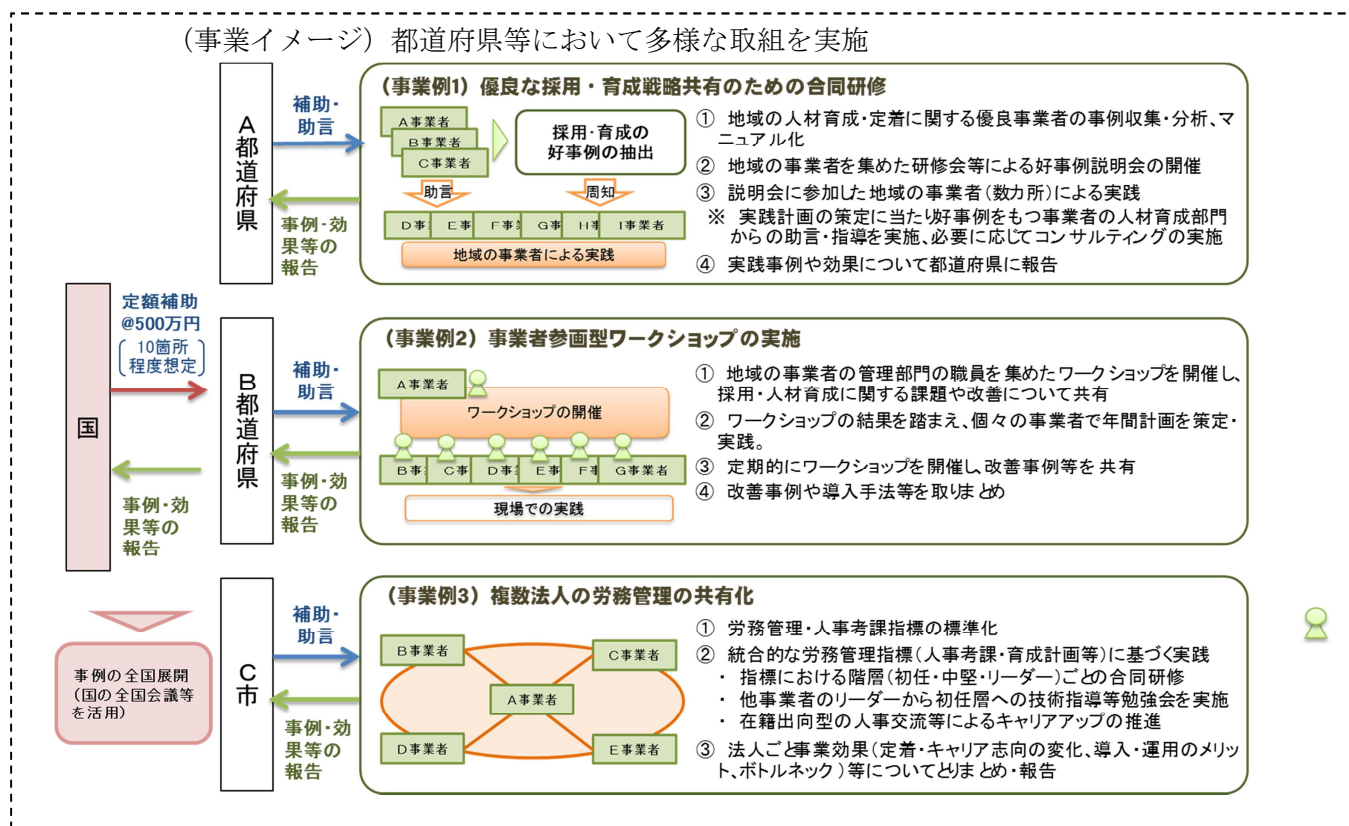 （事業イメージ）都道府県等において多様な取組を実施
A都道府県
補助・
助言
事例・効
果等の
報告
（事業例1）優良な採用・育成戦略共有のための合同研修
A事業者
B事業者
C事業者
採用・育成の
好事例の抽出
助言
周知
D事
E事
F事
G事
H事
I事業者
地域の事業者による実践
① 地域の人材育成・定着に関する優良事業者の事例収集・分析、マ
ニュアル化
② 地域の事業者を集めた研修会等による好事例説明会の開催
③ 説明会に参加した地域の事業者（数カ所）による実践
※ 実践計画の策定に当たり好事例をもつ事業者の人材育成部門
からの助言・指導を実施、必要に応じてコンサルティングの実施
④ 実践事例や効果について都道府県に報告
国
定額補助
@500万円
10箇所
程度想定
事例・効
果等の
報告
事例の全国展開
（国の全国会議等
を活用）
B都道府県
補助・
助言
事例・効
果等の
報告
（事業例2）事業者参画型ワークショップの実施
A事業者
ワークショップの開催
B事
C事
D事
E事
F事
G事業者
現場での実践
① 地域の事業者の管理部門の職員を集めたワークショップを開催し、
採用・人材育成に関する課題や改善について共有
② ワークショップの結果を踏まえ、個々の事業者で年間計画を策定・
実践。
③ 定期的にワークショップを開催し改善事例等を共有
④ 改善事例や導入手法等を取りまとめ
C市
補助・
助言
事例・効
果等の
報告
（事業例3）複数法人の労務管理の共有化
B事業者
C事業者
A事業者
D事業者
E事業者
① 労務管理・人事考課指標の標準化
② 統合的な労務管理指標（人事考課・育成計画等）に基づく実践
・ 指標における階層（初任・中堅・リーダー）ごとの合同研修
・ 他事業者のリーダーから初任層への技術指導等勉強会を実施
・ 在籍出向型の人事交流等によるキャリアアップの推進
③ 法人ごと事業効果（定着・キャリア志向の変化、導入・運用のメリッ
ト、ボトルネック）等についてとりまとめ・報告